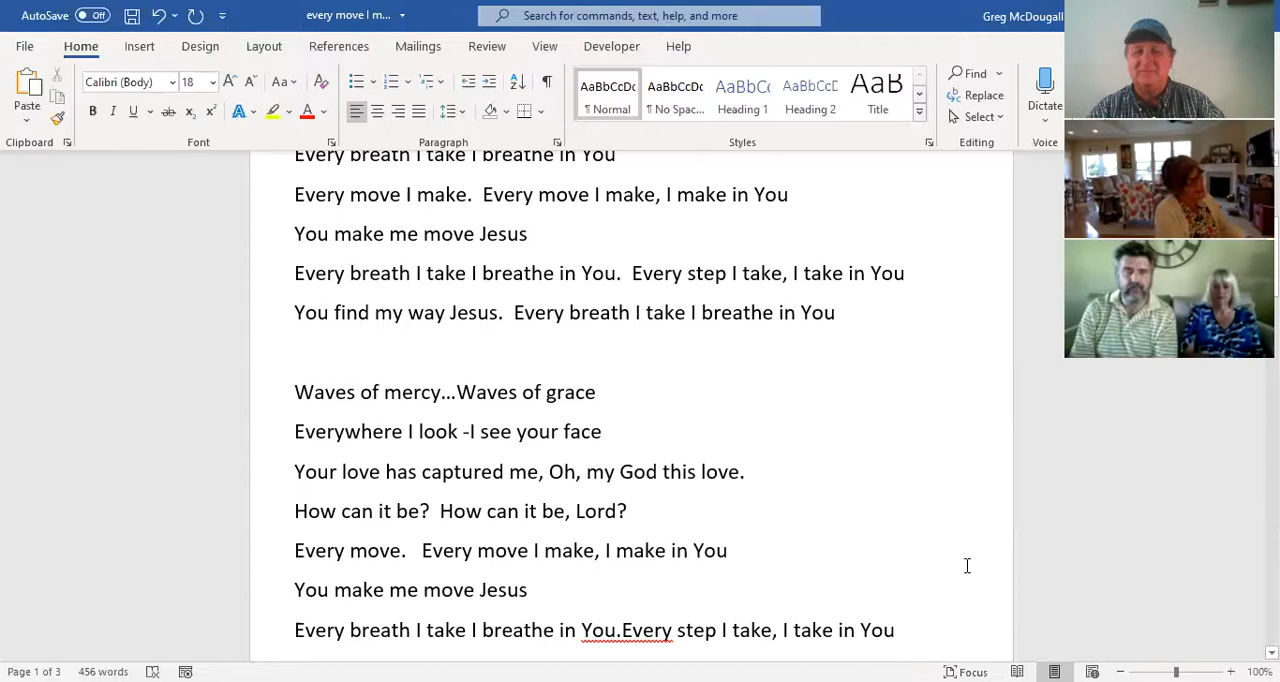 AutoSave Off every move I m... Search for commands, text, help, and more Greg McDougall
File Home Insert Design Layout References Mailings Review View Developer Help
Calibri (Body) 18 A A Aa A ¶ AaBbCcDc AaBbCcDc AaBbCc AaBbCcD AaB Find
Paste B I U ab x₂ x² A A ¶ Normal ¶ No Spac... Heading 1 Heading 2 Title Replace Dictate
Select
Clipboard Font Paragraph Styles Editing Voice
Every breath I take I breathe in You
Every move I make.  Every move I make, I make in You
You make me move Jesus
Every breath I take I breathe in You.  Every step I take, I take in You
You find my way Jesus.  Every breath I take I breathe in You
Waves of mercy...Waves of grace
Everywhere I look -I see your face
Your love has captured me, Oh, my God this love.
How can it be?  How can it be, Lord?
Every move.   Every move I make, I make in You
You make me move Jesus
Every breath I take I breathe in You.Every step I take, I take in You
Page 1 of 3 456 words Focus 100%